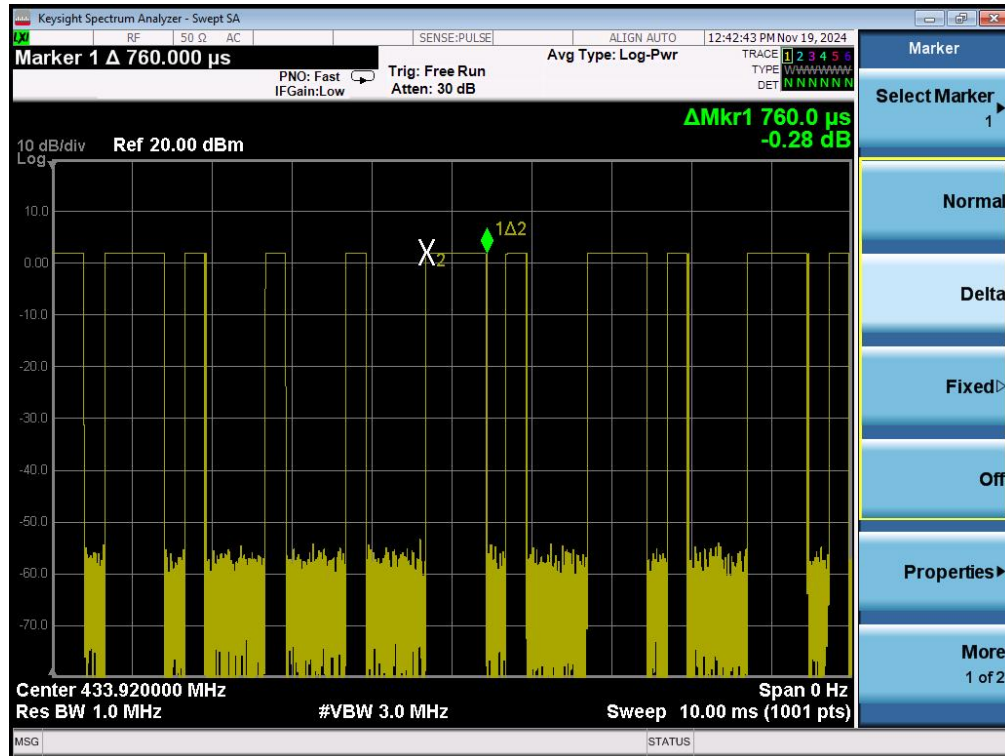 Keysight Spectrum Analyzer - Swept SA
LXI RF 50 Ω AC SENSE:PULSE ALIGN AUTO 12:42:43 PM Nov 19, 2024
Marker 1 Δ 760.000 µs
PNO: Fast
IFGain:Low
Trig: Free Run
Atten: 30 dB
Avg Type: Log-Pwr
TRACE 1 2 3 4 5 6
TYPE WWWWWW
DET N N N N N N
ΔMkr1 760.0 µs
-0.28 dB
10 dB/div Ref 20.00 dBm
Log
10.0
0.00
-10.0
-20.0
-30.0
-40.0
-50.0
-60.0
-70.0
X2
1Δ2
Center 433.920000 MHz Span 0 Hz
Res BW 1.0 MHz #VBW 3.0 MHz Sweep 10.00 ms (1001 pts)
MSG STATUS
Marker
Select Marker
1
Normal
Delta
Fixed
Off
Properties
More
1 of 2